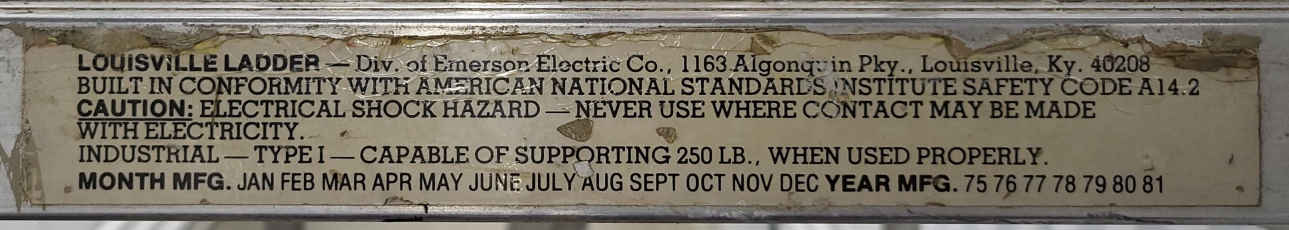 LOUISVILLE LADDER — Div. of Emerson Electric Co., 1163 Algonquin Pky., Louisville, Ky. 40208
BUILT IN CONFORMITY WITH AMERICAN NATIONAL STANDARDS INSTITUTE SAFETY CODE A14.2
CAUTION: ELECTRICAL SHOCK HAZARD — NEVER USE WHERE CONTACT MAY BE MADE
WITH ELECTRICITY.
INDUSTRIAL — TYPE I — CAPABLE OF SUPPORTING 250 LB., WHEN USED PROPERLY.
MONTH MFG. JAN FEB MAR APR MAY JUNE JULY AUG SEPT OCT NOV DEC YEAR MFG. 75 76 77 78 79 80 81